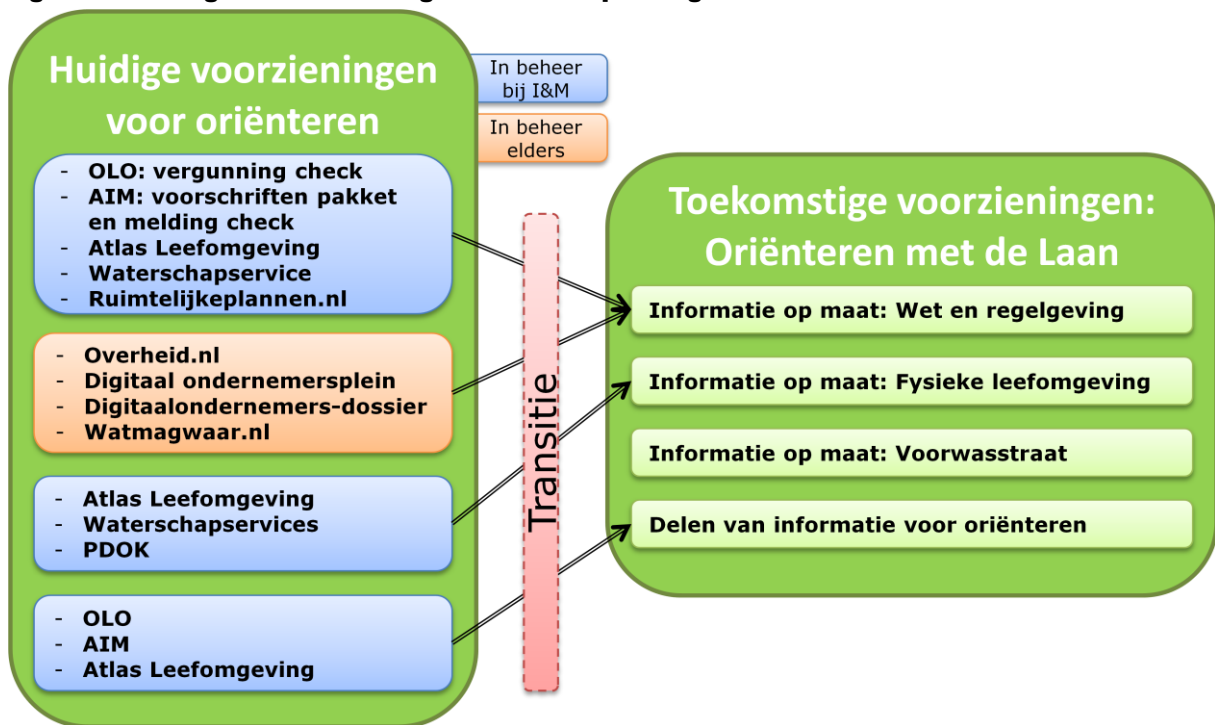 Huidige voorzieningen
voor oriënteren
In beheer
bij I&M
In beheer
elders
- OLO: vergunning check
- AIM: voorschriften pakket
en melding check
- Atlas Leefomgeving
- Waterschapservice
- Ruimtelijkeplannen.nl
- Overheid.nl
- Digitaal ondernemersplein
- Digitaalondernemers-dossier
- Watmagwaar.nl
- Atlas Leefomgeving
- Waterschapservices
- PDOK
- OLO
- AIM
- Atlas Leefomgeving
Transitie
Toekomstige voorzieningen:
Oriënteren met de Laan
Informatie op maat: Wet en regelgeving
Informatie op maat: Fysieke leefomgeving
Informatie op maat: Voorwasstraat
Delen van informatie voor oriënteren